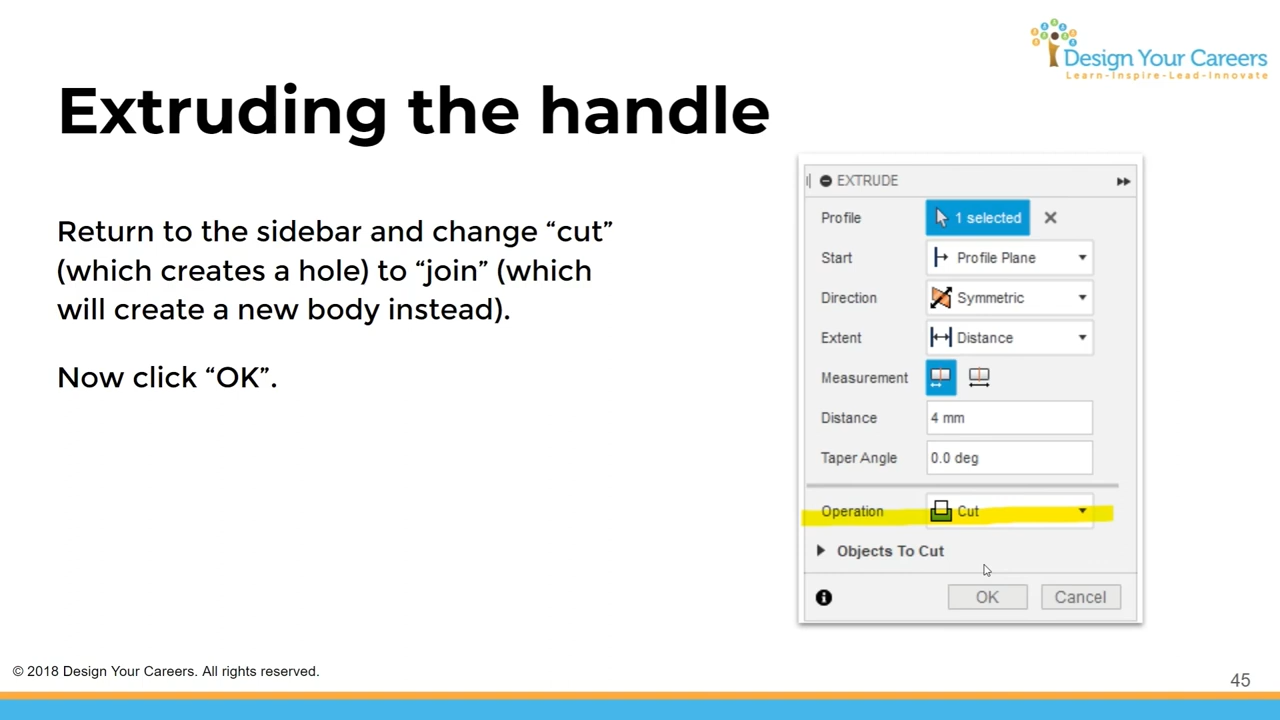 Design Your Careers
Learn-Inspire-Lead-Innovate
Extruding the handle
Return to the sidebar and change “cut”
(which creates a hole) to “join” (which
will create a new body instead).
Now click “OK”.
EXTRUDE
Profile 1 selected
Start Profile Plane
Direction Symmetric
Extent Distance
Measurement
Distance 4 mm
Taper Angle 0.0 deg
Operation Cut
Objects To Cut
OK Cancel
© 2018 Design Your Careers. All rights reserved.
45